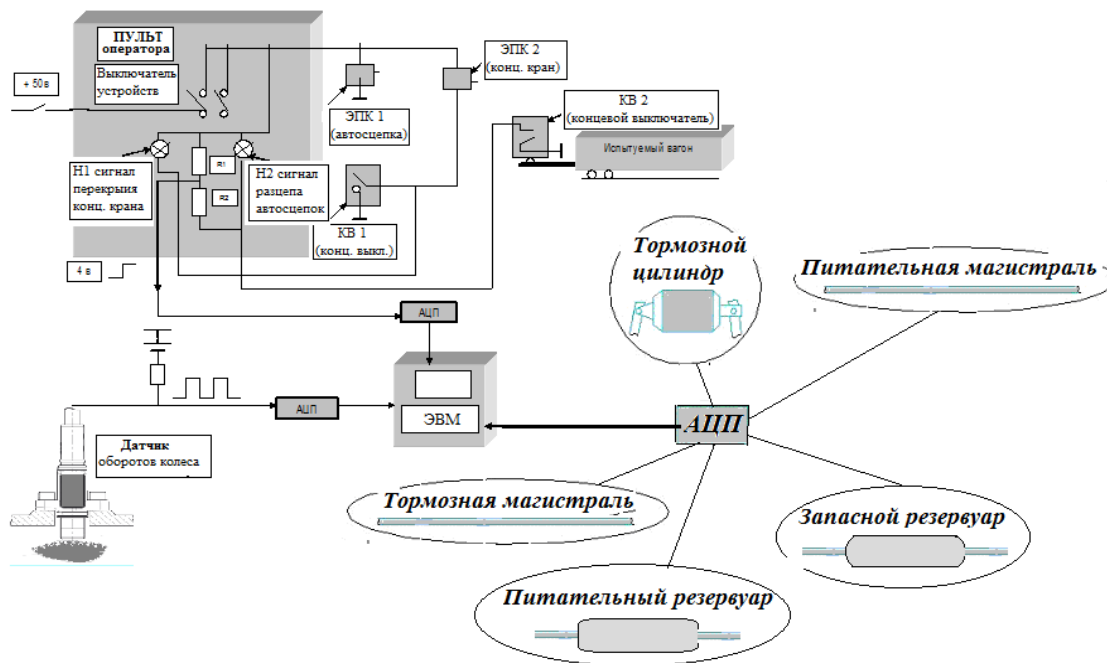 ПУЛЬТ
оператора
+ 50в
Выключатель
устройств
ЭПК 2
(конц. кран)
ЭПК 1
(автосцепка)
КВ 2
(концевой выключатель)
Испытуемый вагон
R1
R2
Н1 сигнал
перекрыия
конц. крана
Н2 сигнал
разцепа
автосцепок
КВ 1
(конц. выкл.)
4 в
Тормозной
цилиндр
Питательная магистраль
АЦП
АЦП
ЭВМ
АЦП
Датчик
оборотов колеса
Тормозная магистраль
Запасной резервуар
Питательный резервуар